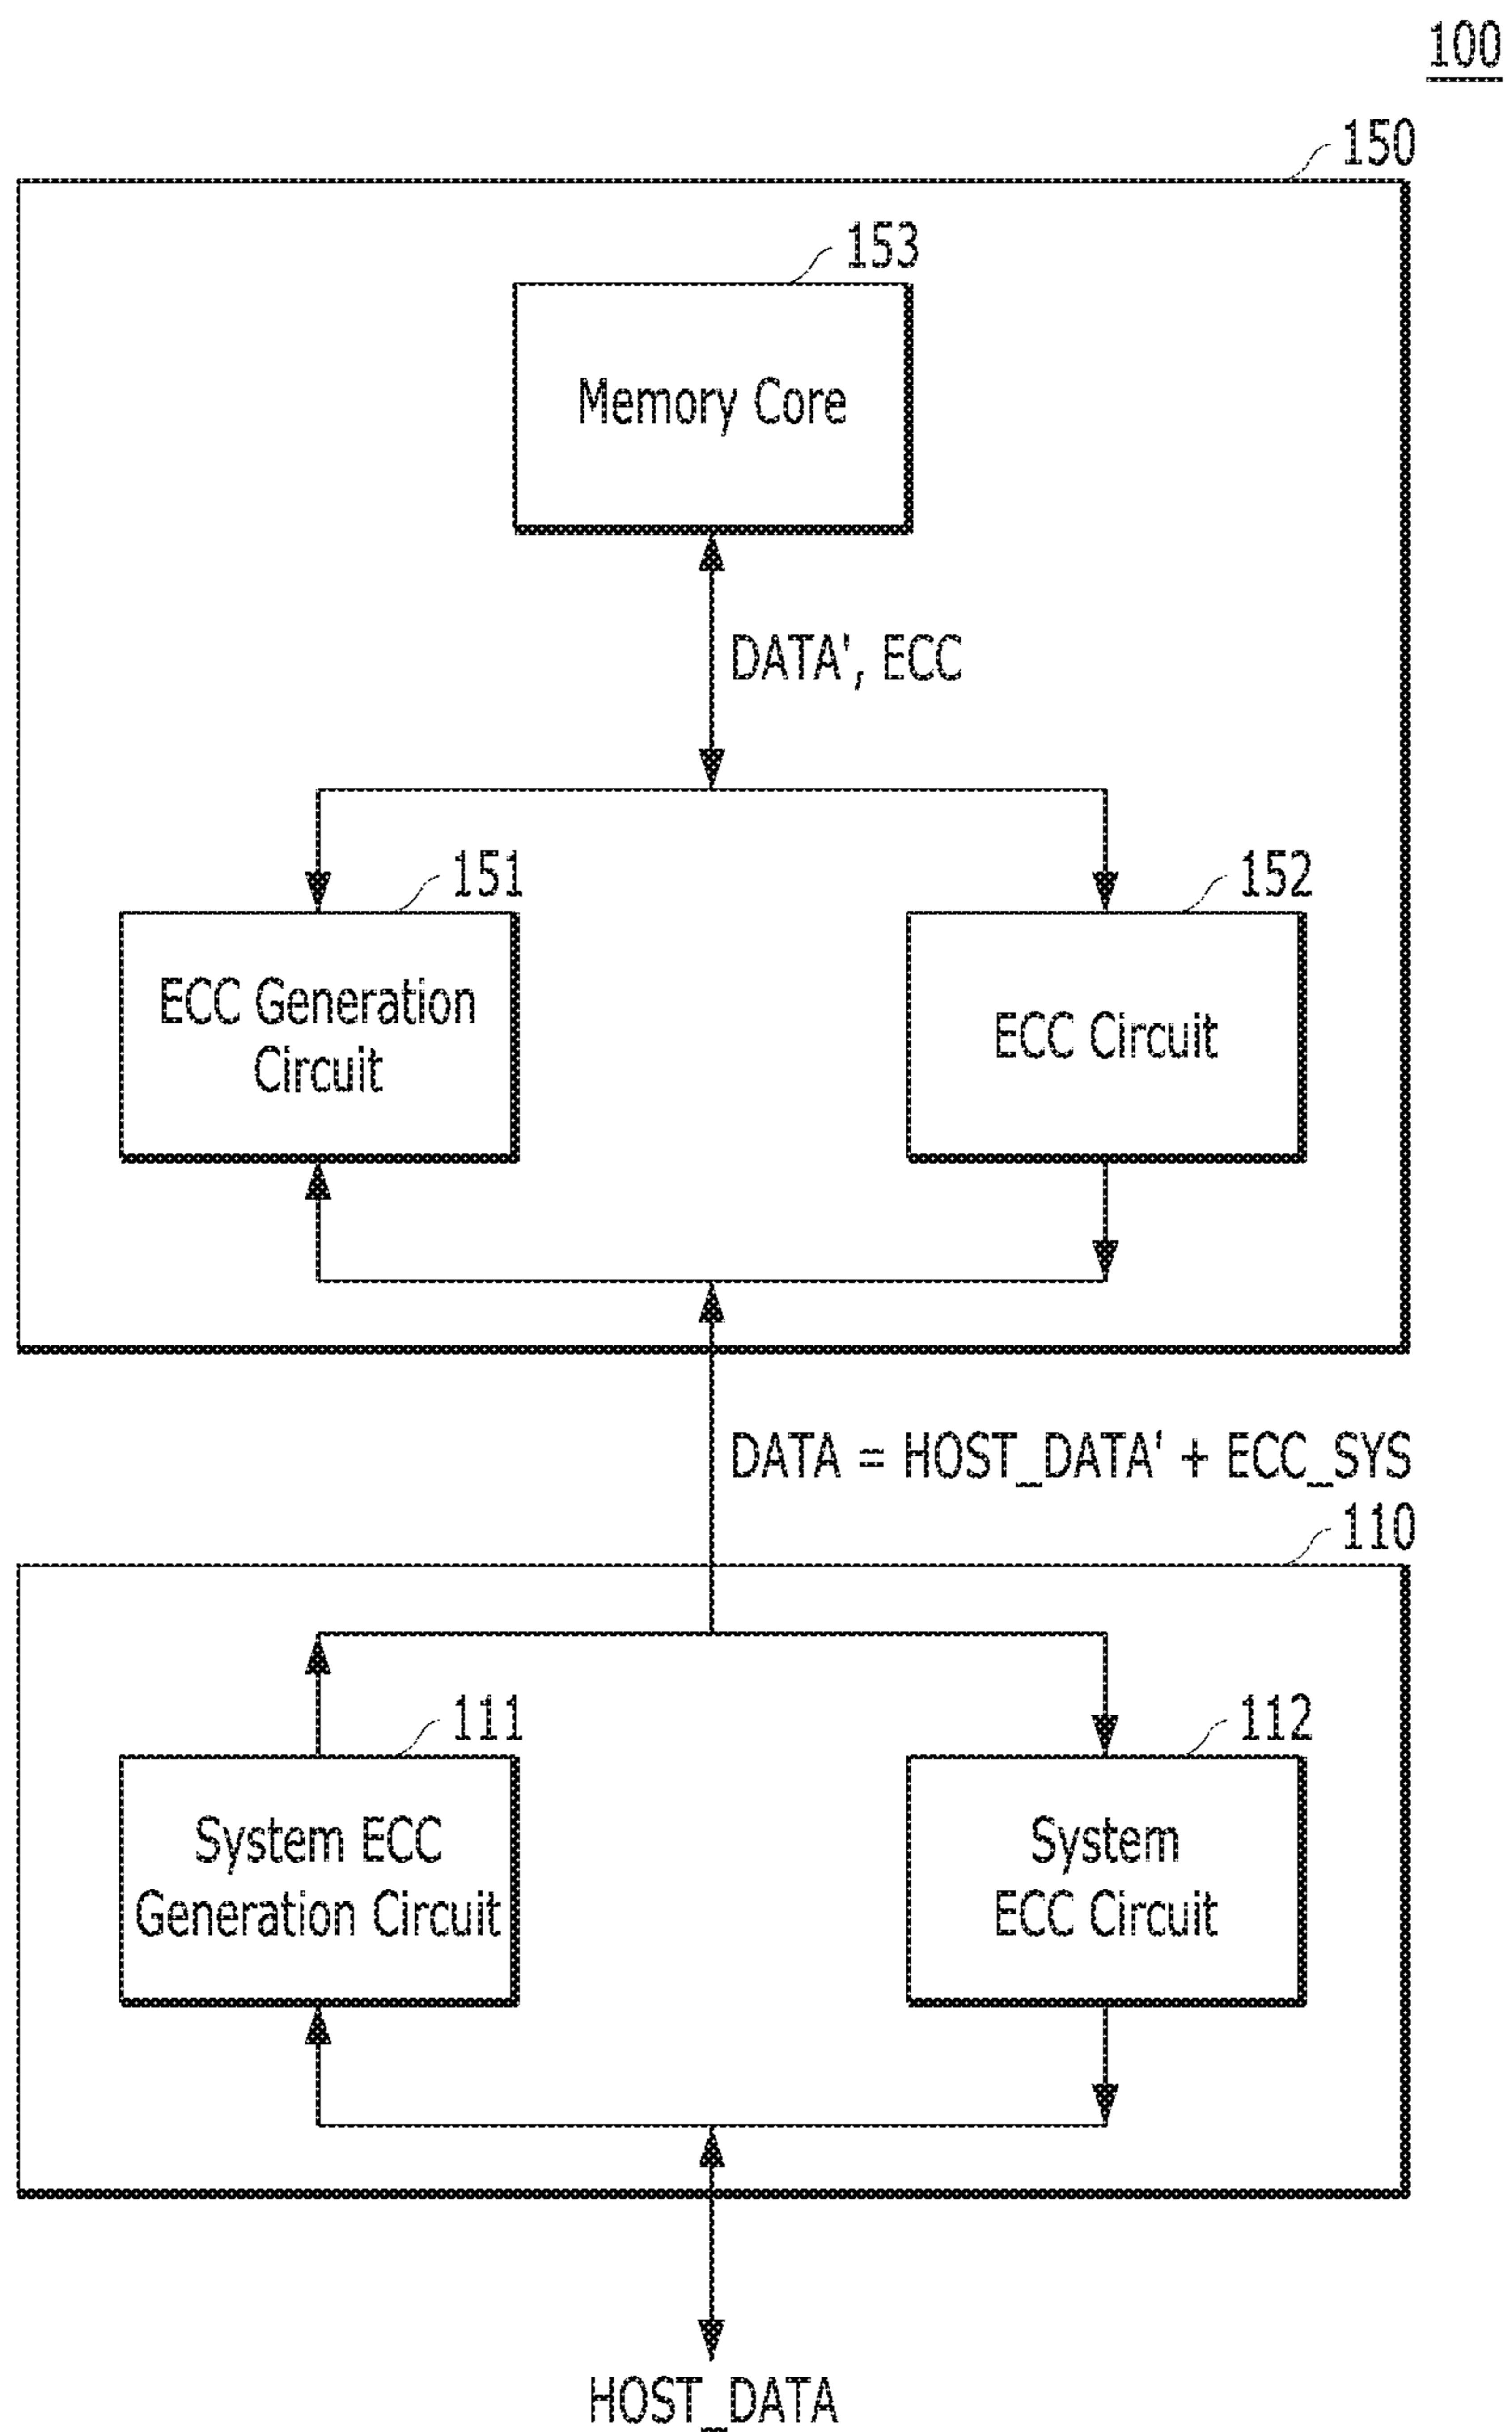 100
150
153
Memory Core
DATA', ECC
151
152
ECC Generation
Circuit
ECC Circuit
DATA = HOST_DATA' + ECC_SYS
110
111
112
System ECC
Generation Circuit
System
ECC Circuit
HOST_DATA